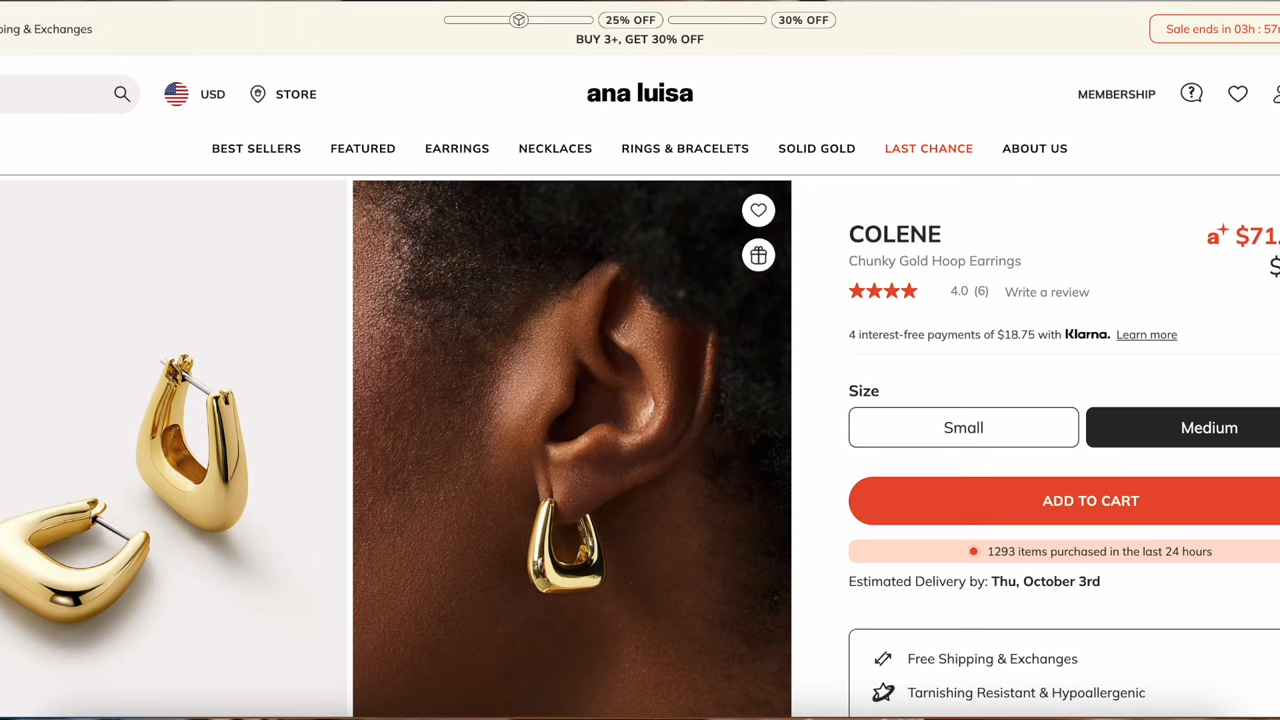 ping & Exchanges
25% OFF
30% OFF
BUY 3+, GET 30% OFF
Sale ends in 03h : 57m
USD
STORE
ana luisa
MEMBERSHIP
BEST SELLERS
FEATURED
EARRINGS
NECKLACES
RINGS & BRACELETS
SOLID GOLD
LAST CHANCE
ABOUT US
COLENE
a+ $71.
$
Chunky Gold Hoop Earrings
4.0 (6) Write a review
4 interest-free payments of $18.75 with Klarna. Learn more
Size
Small
Medium
ADD TO CART
1293 items purchased in the last 24 hours
Estimated Delivery by: Thu, October 3rd
Free Shipping & Exchanges
Tarnishing Resistant & Hypoallergenic